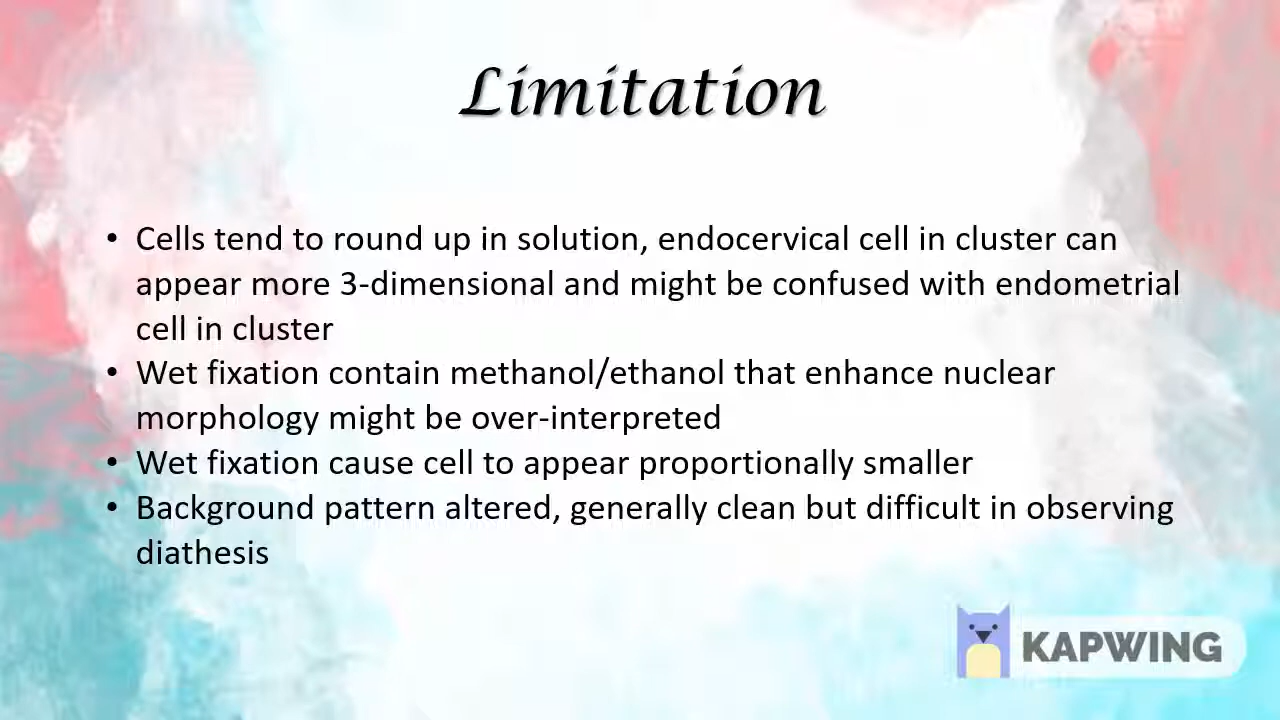 Limitation
• Cells tend to round up in solution, endocervical cell in cluster can
appear more 3-dimensional and might be confused with endometrial
cell in cluster
• Wet fixation contain methanol/ethanol that enhance nuclear
morphology might be over-interpreted
• Wet fixation cause cell to appear proportionally smaller
• Background pattern altered, generally clean but difficult in observing
diathesis
KAPWING